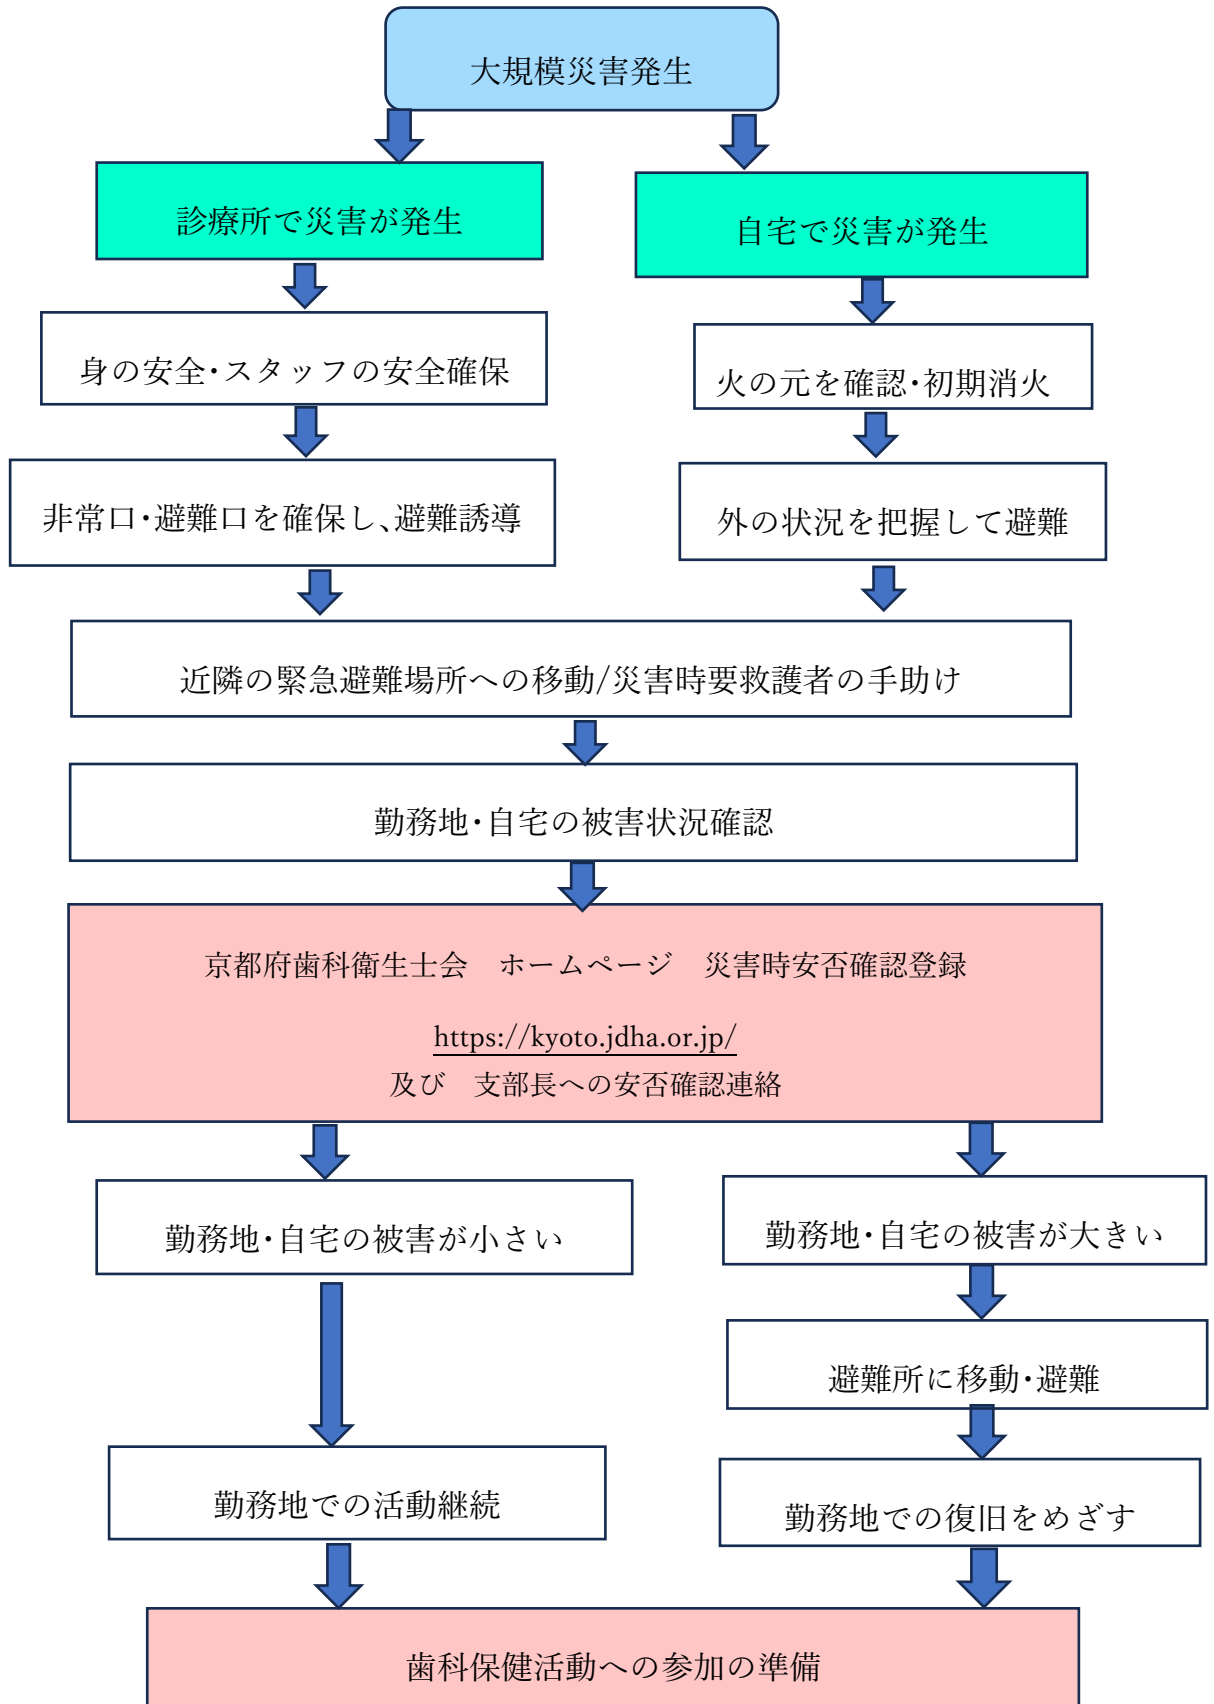 大規模災害発生
診療所で災害が発生
自宅で災害が発生
身の安全・スタッフの安全確保
火の元を確認・初期消火
非常口・避難口を確保し、避難誘導
外の状況を把握して避難
近隣の緊急避難場所への移動/災害時要救護者の手助け
勤務地・自宅の被害状況確認
京都府歯科衛生士会　ホームページ　災害時安否確認登録
https://kyoto.jdha.or.jp/
及び　支部長への安否確認連絡
勤務地・自宅の被害が小さい
勤務地・自宅の被害が大きい
避難所に移動・避難
勤務地での活動継続
勤務地での復旧をめざす
歯科保健活動への参加の準備